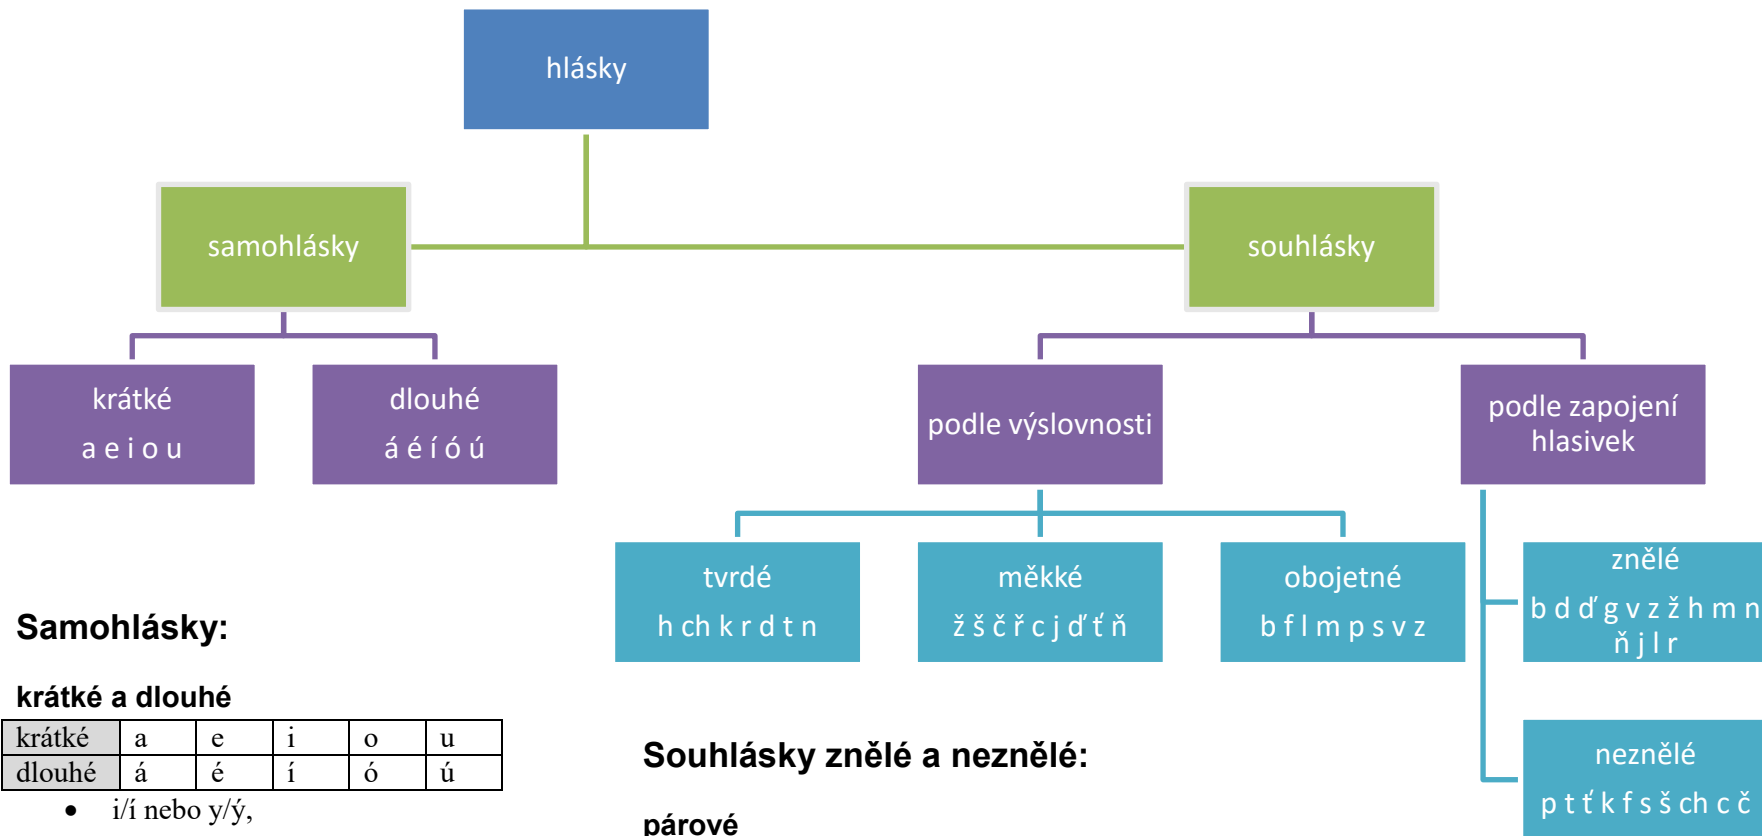 hlásky
samohlásky
souhlásky
krátké
a e i o u
dlouhé
á é í ó ú
podle výslovnosti
podle zapojení
hlasivek
tvrdé
h ch k r d t n
měkké
ž š č ř c j ď ť ň
obojetné
b f l m p s v z
znělé
b d ď g v z ž h m n
ň j l r
neznělé
p t ť k f s š ch c č
Samohlásky:
krátké a dlouhé
krátké a e i o u
dlouhé á é í ó ú
• i/í nebo y/ý,
Souhlásky znělé a neznělé:
párové